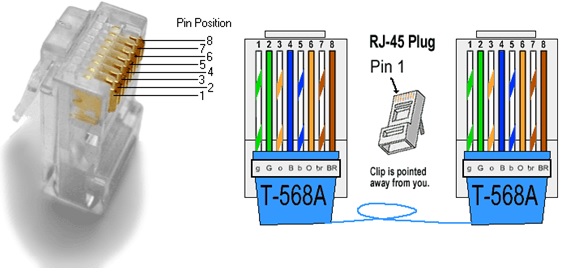 Pin Position
8
7
6
5
4
3
2
1
1 2 3 4 5 6 7 8
g G o B b O br BR
T-568A
RJ-45 Plug
Pin 1
Clip is pointed
away from you.
1 2 3 4 5 6 7 8
g G o B b O br BR
T-568A